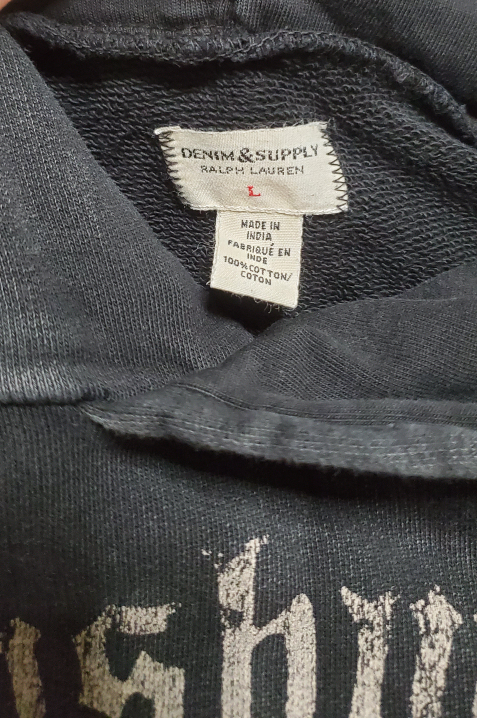 DENIM & SUPPLY
RALPH LAUREN
L
MADE IN
INDIA
FABRIQUÉ EN
INDE
100% COTTON/
COTON